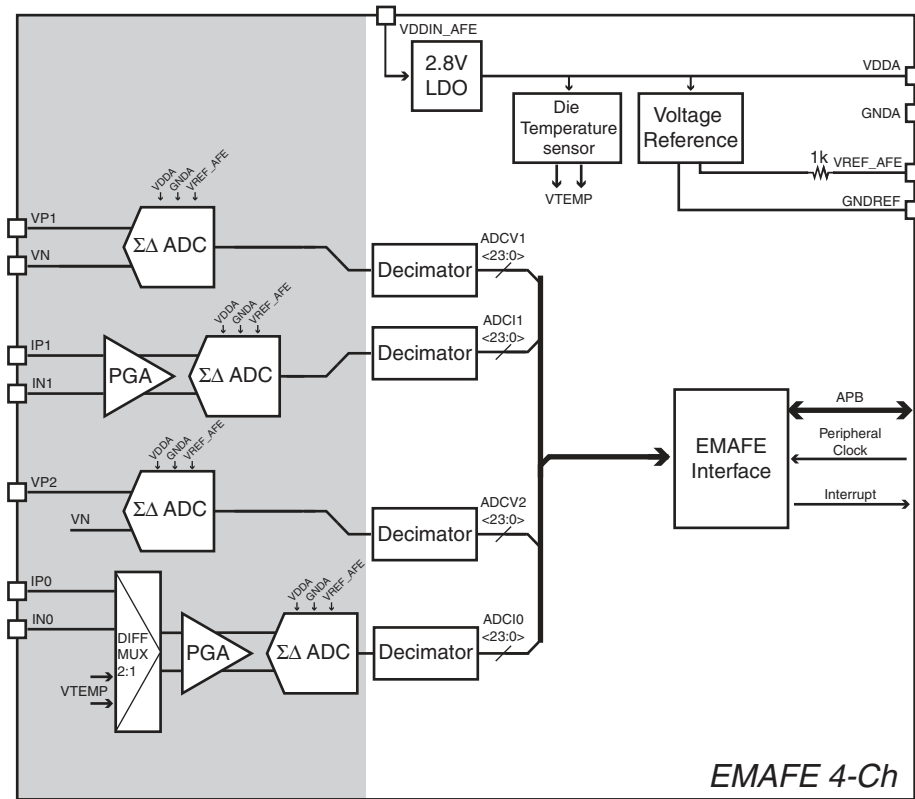 VDDIN_AFE
2.8V
LDO
VDDA
GNDA
Die
Temperature
sensor
VTEMP
Voltage
Reference
1k
VREF_AFE
GNDREF
VDDA
GNDA
VREF_AFE
VP1
VN
ΣΔ ADC
Decimator
ADCV1
<23:0>
VDDA
GNDA
VREF_AFE
IP1
IN1
PGA
ΣΔ ADC
Decimator
ADCI1
<23:0>
EMAFE
Interface
APB
Peripheral
Clock
Interrupt
VDDA
GNDA
VREF_AFE
VP2
VN
ΣΔ ADC
Decimator
ADCV2
<23:0>
VDDA
GNDA
VREF_AFE
IP0
IN0
DIFF
MUX
2:1
VTEMP
PGA
ΣΔ ADC
Decimator
ADCI0
<23:0>
EMAFE 4-Ch